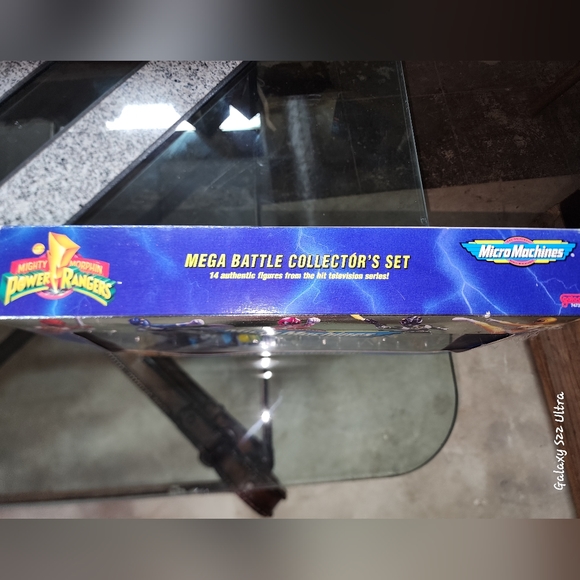 MIGHTY MORPHIN
POWER RANGERS
MEGA BATTLE COLLECTOR'S SET
14 authentic figures from the hit television series!
Micro Machines
Galaxy S22 Ultra